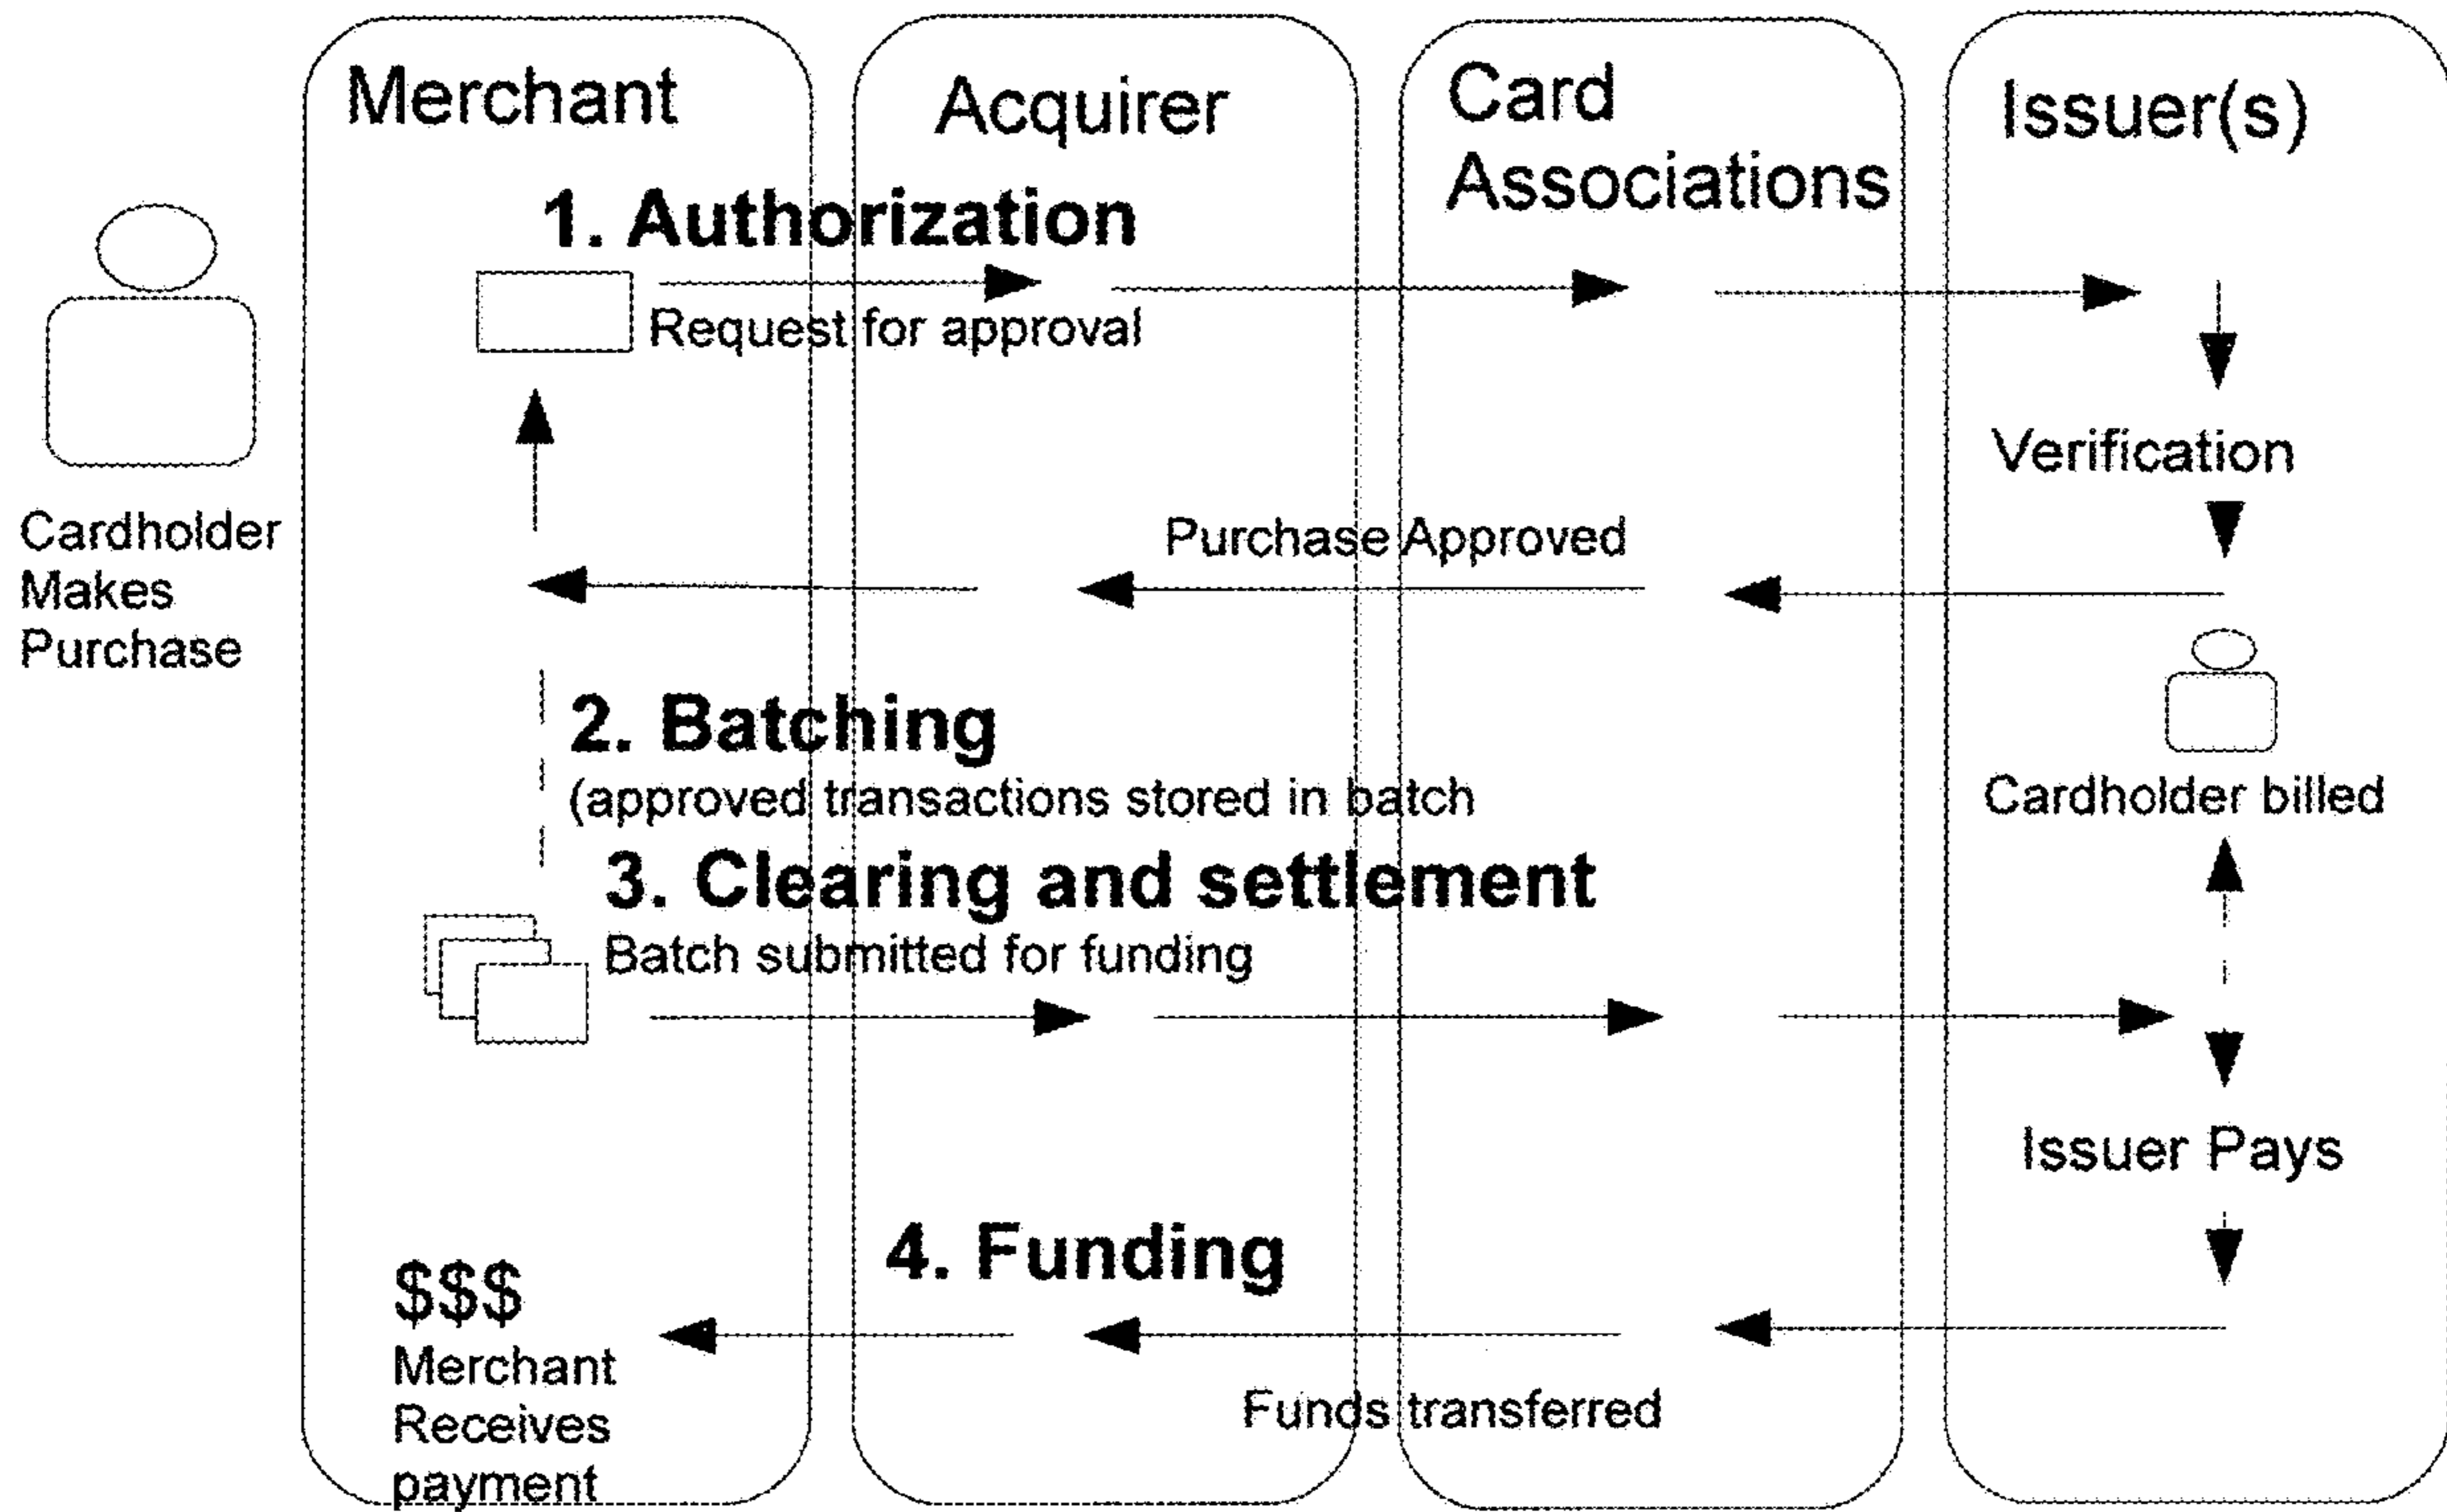 Merchant
Acquirer
Card
Associations
Issuer(s)
1. Authorization
Request for approval
Verification
Cardholder
Makes
Purchase
Purchase Approved
2. Batching
(approved transactions stored in batch
Cardholder billed
3. Clearing and settlement
Batch submitted for funding
Issuer Pays
4. Funding
$$$
Merchant
Receives
payment
Funds transferred